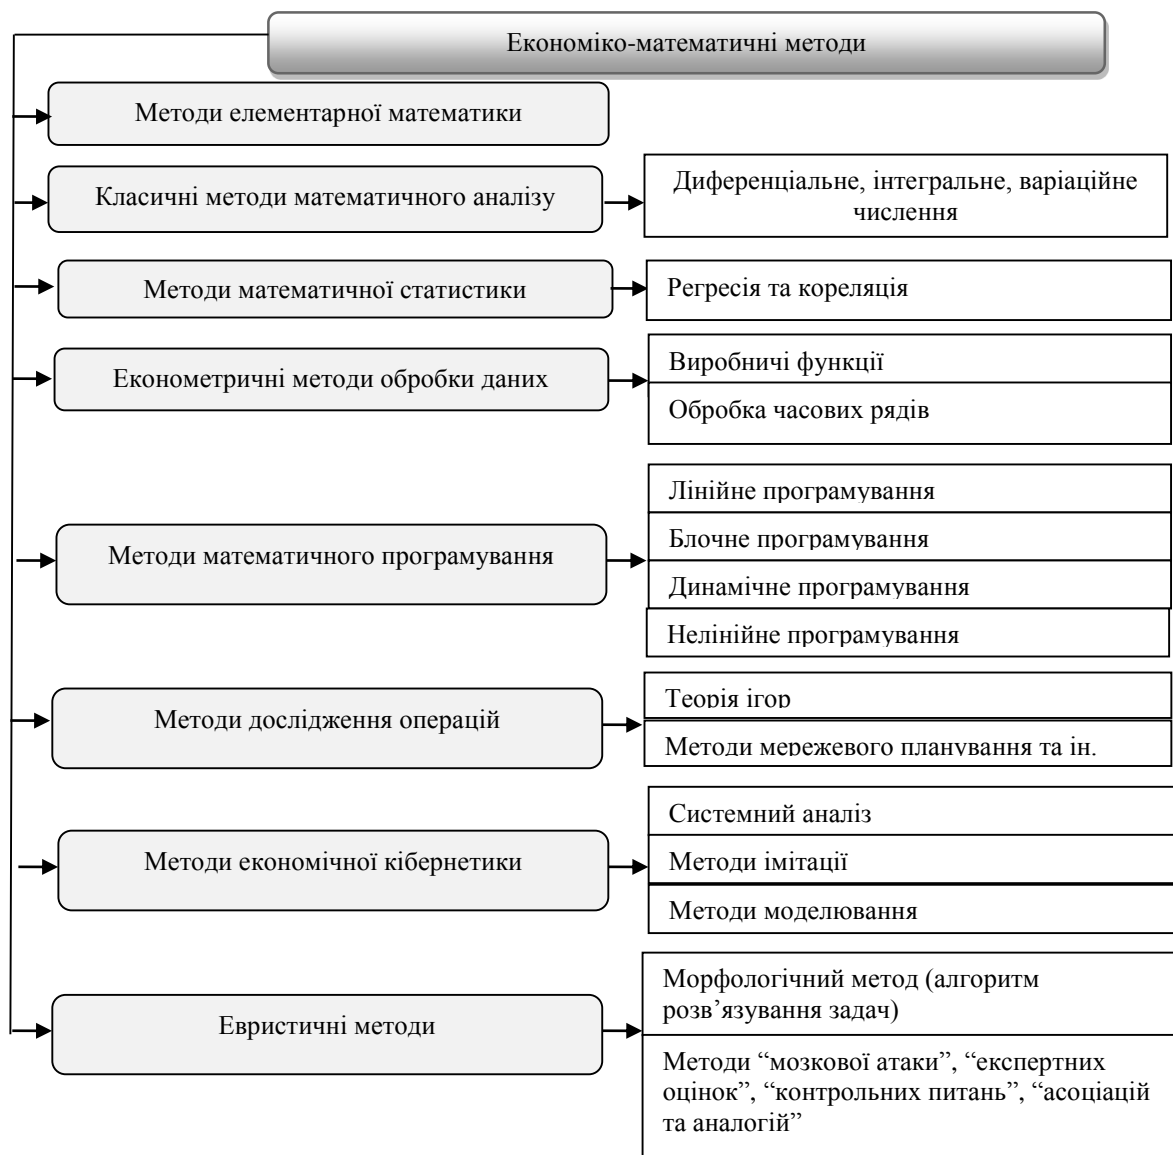 Економіко-математичні методи
Методи елементарної математики
Класичні методи математичного аналізу
Диференціальне, інтегральне, варіаційне
числення
Методи математичної статистики
Регресія та кореляція
Економетричні методи обробки даних
Виробничі функції
Обробка часових рядів
Методи математичного програмування
Лінійне програмування
Блочне програмування
Динамічне програмування
Нелінійне програмування
Методи дослідження операцій
Теорія ігор
Методи мережевого планування та ін.
Методи економічної кібернетики
Системний аналіз
Методи імітації
Методи моделювання
Евристичні методи
Морфологічний метод (алгоритм
розв’язування задач)
Методи “мозкової атаки”, “експертних
оцінок”, “контрольних питань”, “асоціацій
та аналогій”